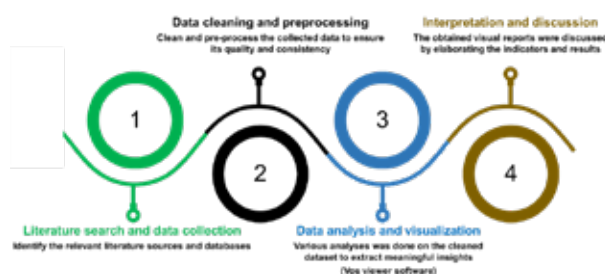 Data cleaning and preprocessing
Clean and pre-process the collected data to ensure
its quality and consistency
Interpretation and discussion
The obtained visual reports were discussed
by elaborating the indicators and results
1
2
3
4
Literature search and data collection
Identify the relevant literature sources and databases
Data analysis and visualization
Various analyses was done on the cleaned
dataset to extract meaningful insights
(Vos viewer software)